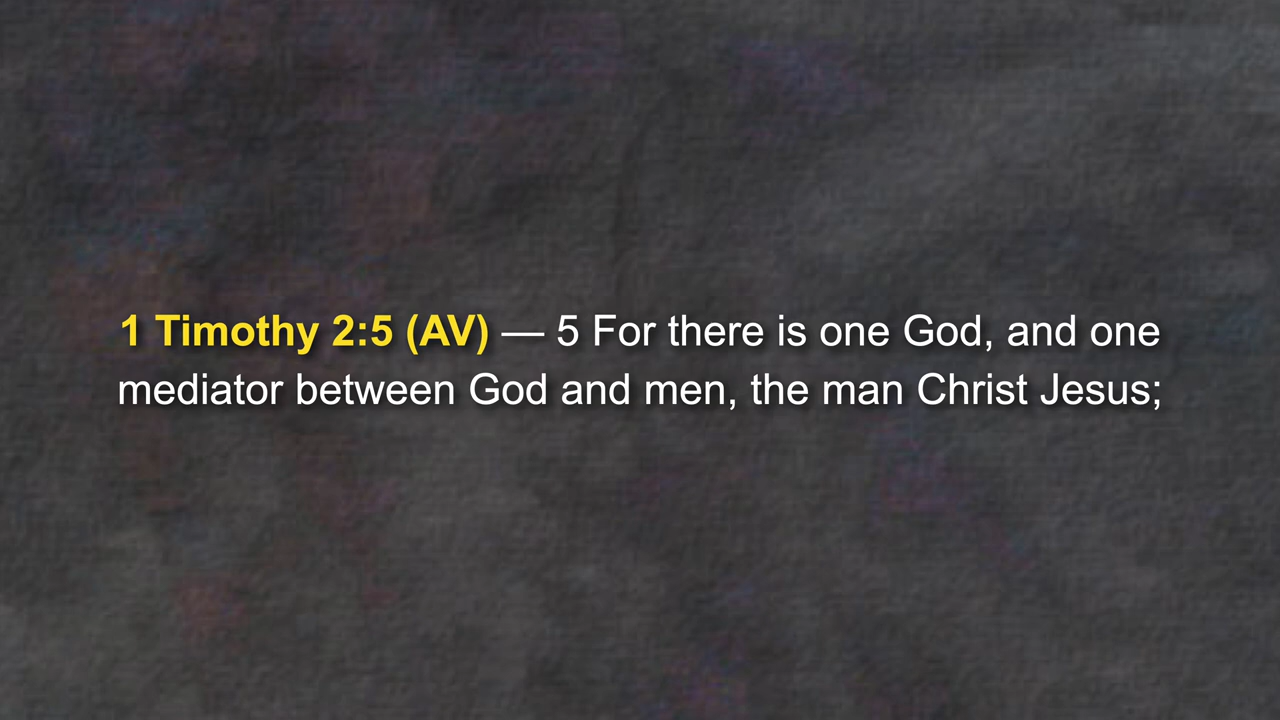 1 Timothy 2:5 (AV) — 5 For there is one God, and one
mediator between God and men, the man Christ Jesus;